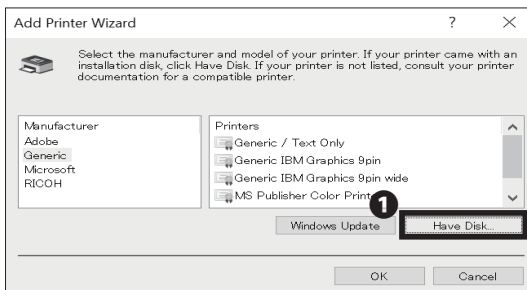 Add Printer Wizard
?
Select the manufacturer and model of your printer. If your printer came with an
installation disk, click Have Disk. If your printer is not listed, consult your printer
documentation for a compatible printer.
Manufacturer
Adobe
Generic
Microsoft
RICOH
Printers
Generic / Text Only
Generic IBM Graphics 9pin
Generic IBM Graphics 9pin wide
MS Publisher Color
1
Windows Update
Have Disk...
OK
Cancel